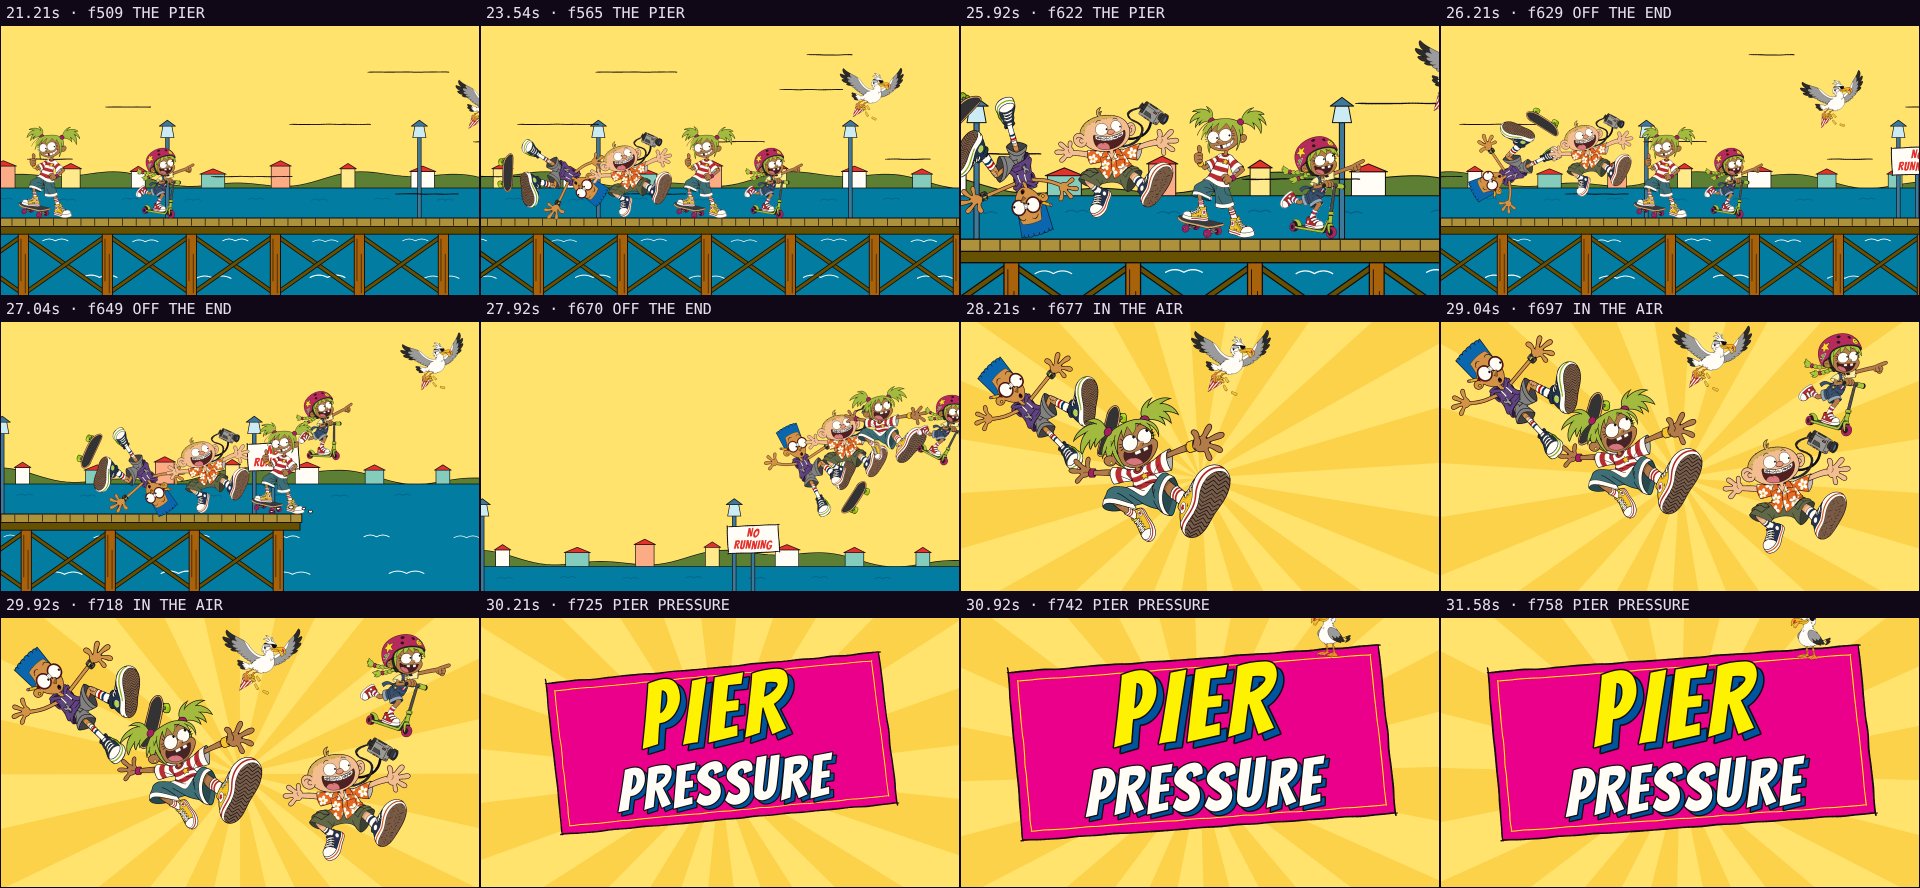 21.21s · f509 THE PIER
23.54s · f565 THE PIER
25.92s · f622 THE PIER
26.21s · f629 OFF THE END
27.04s · f649 OFF THE END
27.92s · f670 OFF THE END
NO
RUNNING
28.21s · f677 IN THE AIR
29.04s · f697 IN THE AIR
29.92s · f718 IN THE AIR
30.21s · f725 PIER PRESSURE
PIER
PRESSURE
30.92s · f742 PIER PRESSURE
PIER
PRESSURE
31.58s · f758 PIER PRESSURE
PIER
PRESSURE